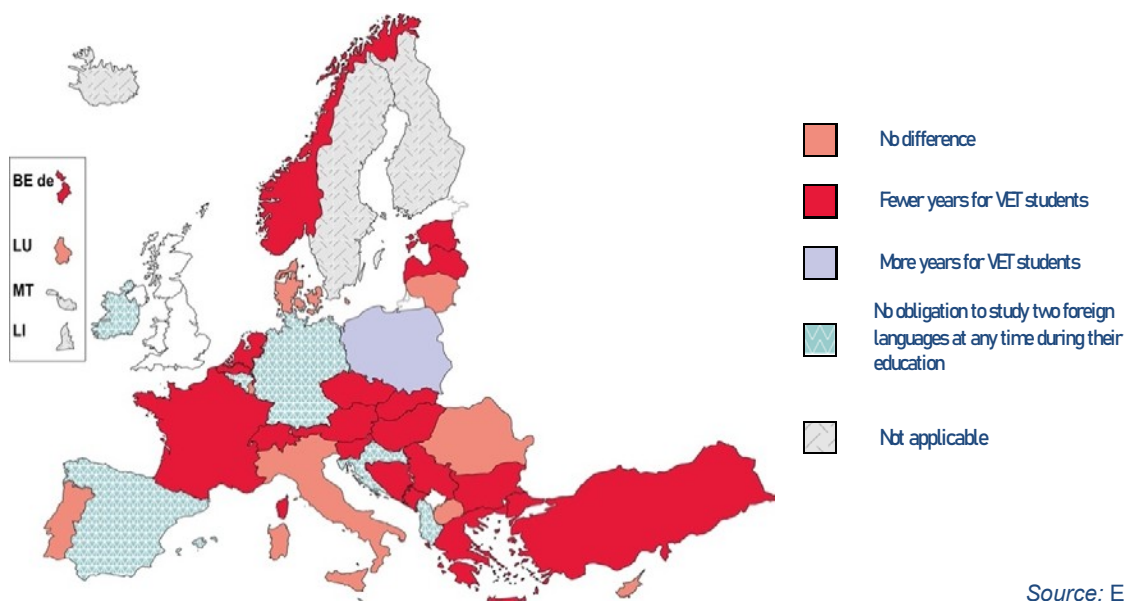 BE de
LU
MT
LI
No difference
Fewer years for VET students
More years for VET students
No obligation to study two foreign
languages at any time during their
education
Not applicable
Source: E